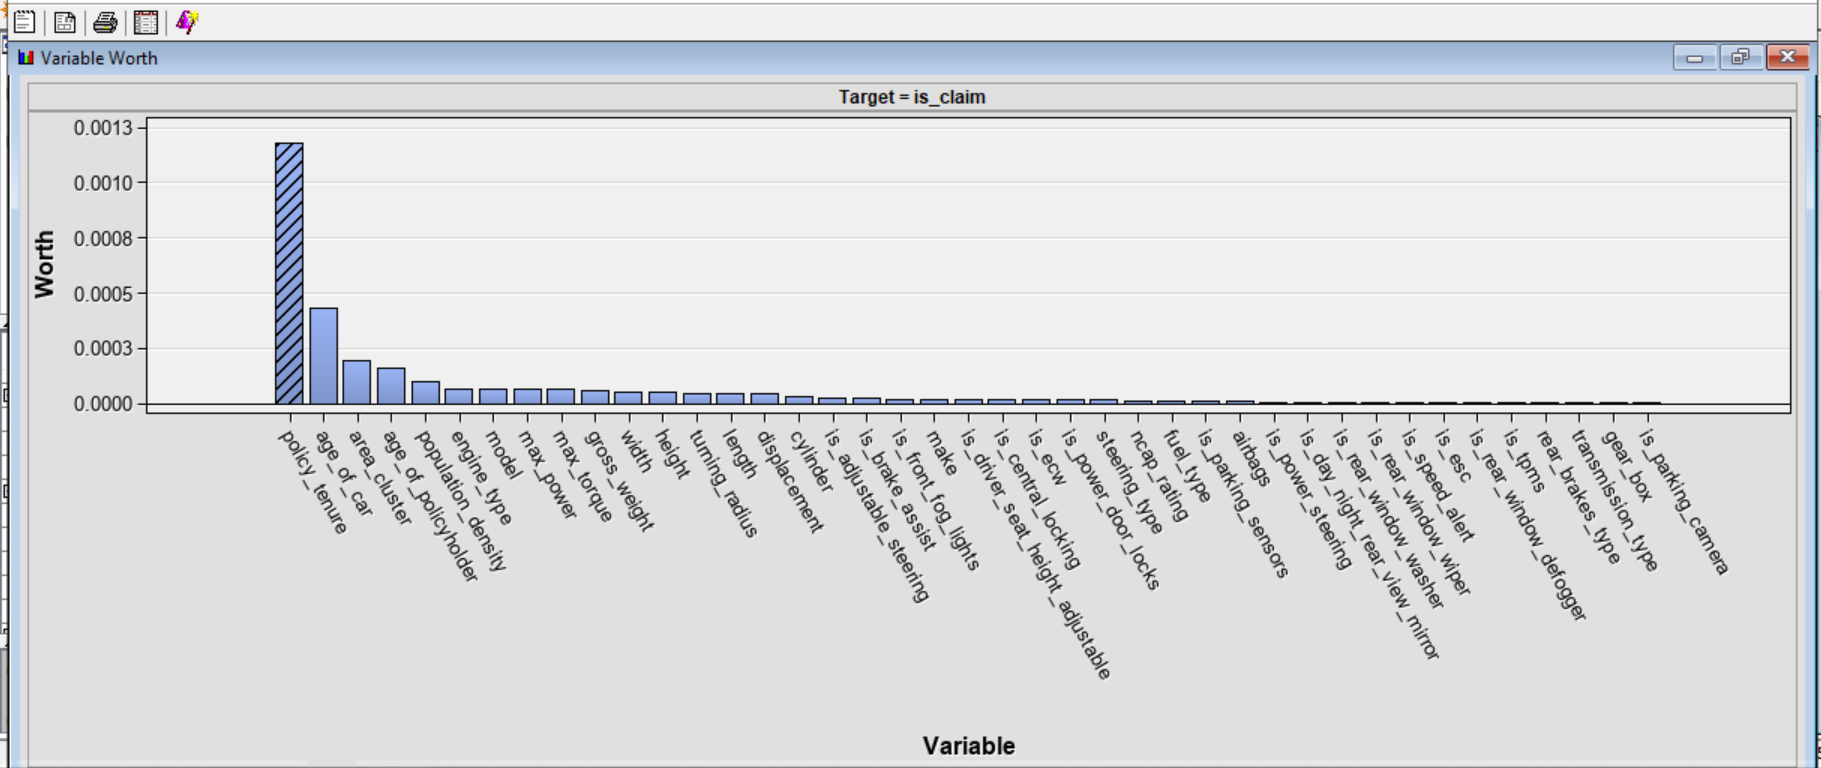 Variable Worth
Target = is_claim
0.0013
0.0010
0.0008
0.0005
0.0003
0.0000
Worth
policy_tenure
age_of_car
area_cluster
age_of_policyholder
population_density
engine_type
model
max_power
max_torque
gross_weight
width
height
turning_radius
length
displacement
cylinder
is_adjustable_steering
is_brake_assist
is_front_fog_lights
make
is_driver_seat_height_adjustable
is_central_locking
is_ecw
is_power_door_locks
steering_type
ncap_rating
fuel_type
is_parking_sensors
airbags
is_power_steering
is_day_night_rear_view_mirror
is_rear_window_washer
is_rear_window_wiper
is_speed_alert
is_esc
is_rear_window_defogger
is_tpms
rear_brakes_type
transmission_type
gear_box
is_parking_camera
Variable